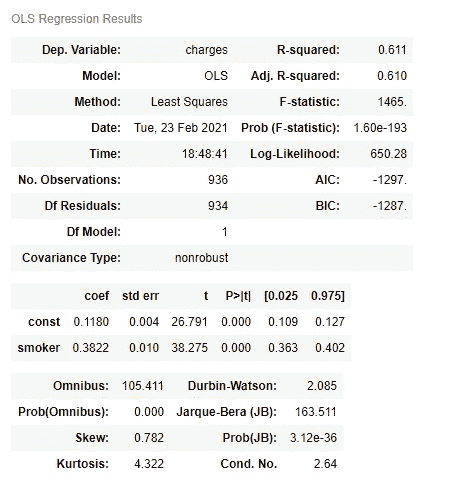 OLS Regression Results
Dep. Variable: charges R-squared: 0.611
Model: OLS Adj. R-squared: 0.610
Method: Least Squares F-statistic: 1465.
Date: Tue, 23 Feb 2021 Prob (F-statistic): 1.60e-193
Time: 18:48:41 Log-Likelihood: 650.28
No. Observations: 936 AIC: -1297.
Df Residuals: 934 BIC: -1287.
Df Model: 1
Covariance Type: nonrobust
coef std err t P>|t| [0.025 0.975]
const 0.1180 0.004 26.791 0.000 0.109 0.127
smoker 0.3822 0.010 38.275 0.000 0.363 0.402
Omnibus: 105.411 Durbin-Watson: 2.085
Prob(Omnibus): 0.000 Jarque-Bera (JB): 163.511
Skew: 0.782 Prob(JB): 3.12e-36
Kurtosis: 4.322 Cond. No. 2.64